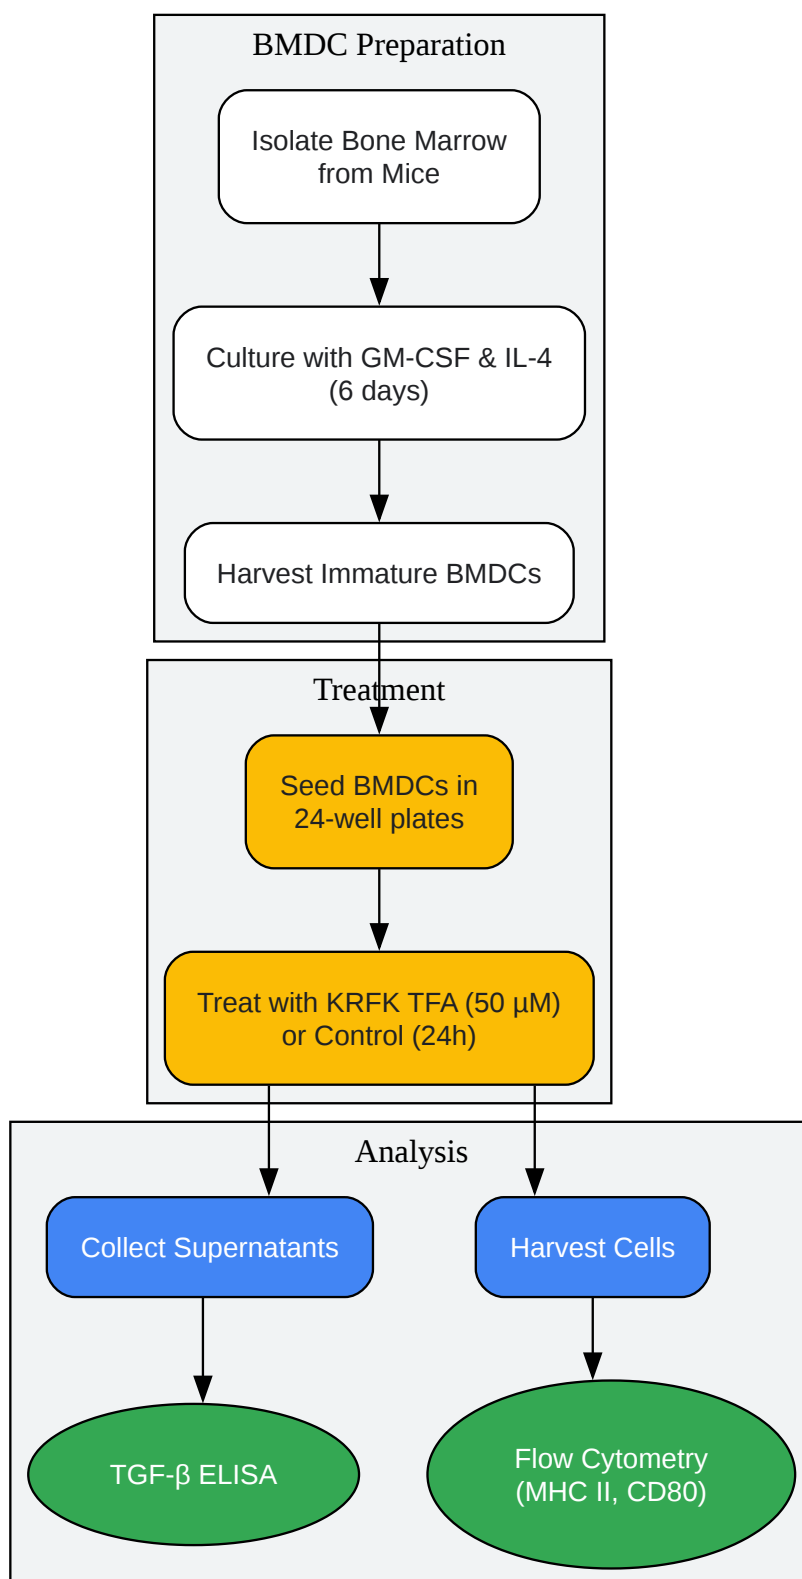 BMDC Preparation
Isolate Bone Marrow
from Mice
Culture with GM-CSF & IL-4
(6 days)
Harvest Immature BMDCs
Treatment
Seed BMDCs in
24-well plates
Treat with KRFK TFA (50 µM)
or Control (24h)
Analysis
Collect Supernatants
Harvest Cells
TGF-β ELISA
Flow Cytometry
(MHC II, CD80)